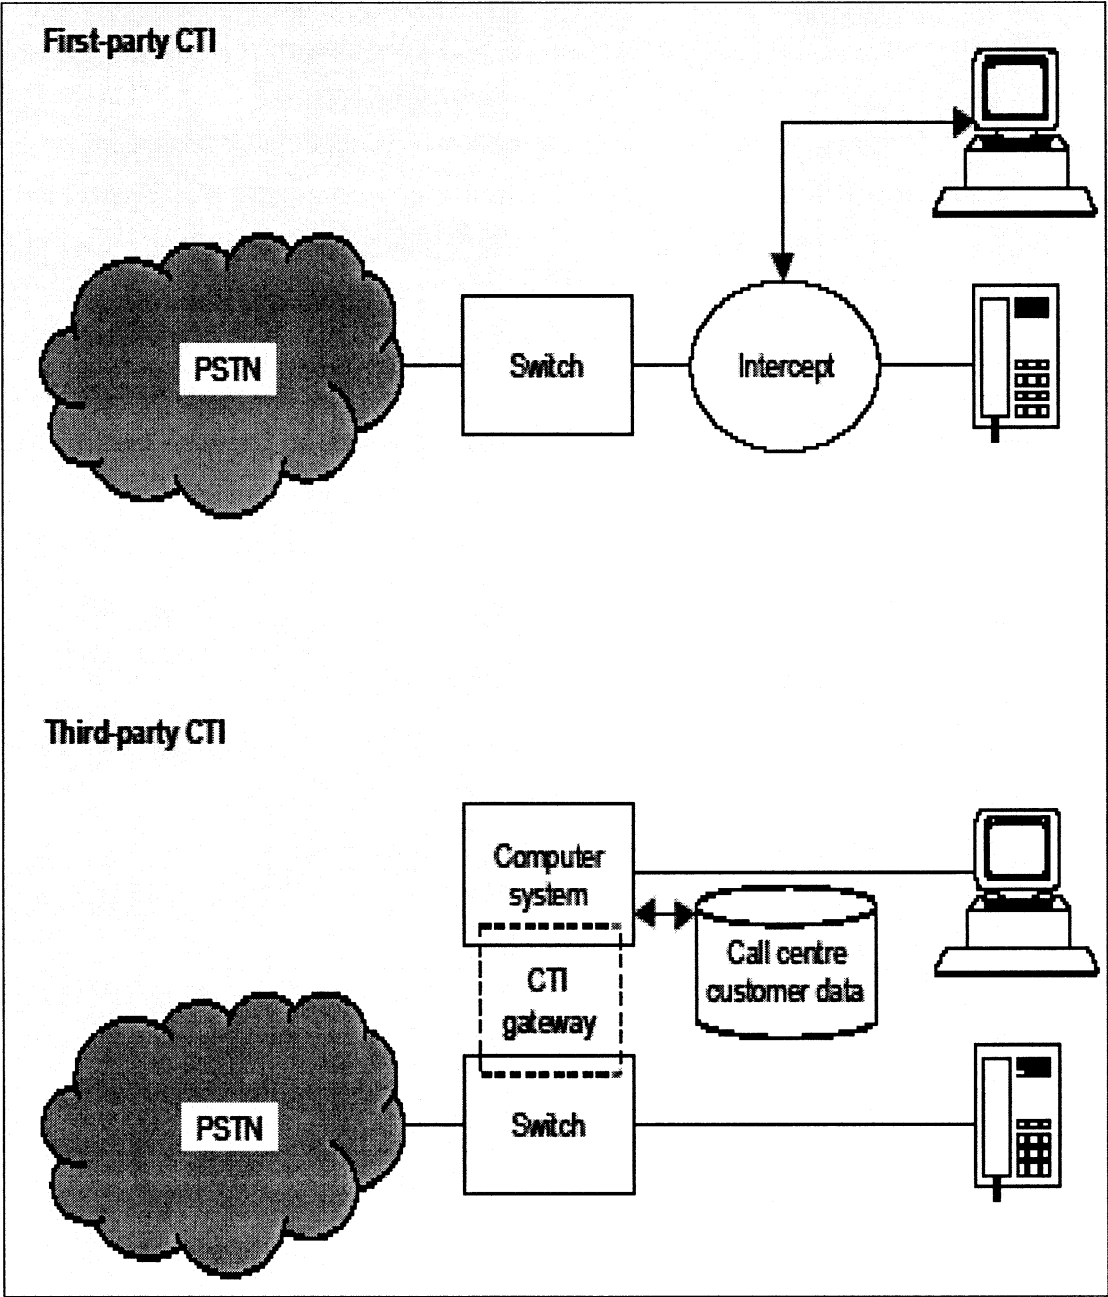 First-party CTI
PSTN
Switch
Intercept
Third-party CTI
Computer
system
Call centre
customer data
CTI
gateway
PSTN
Switch